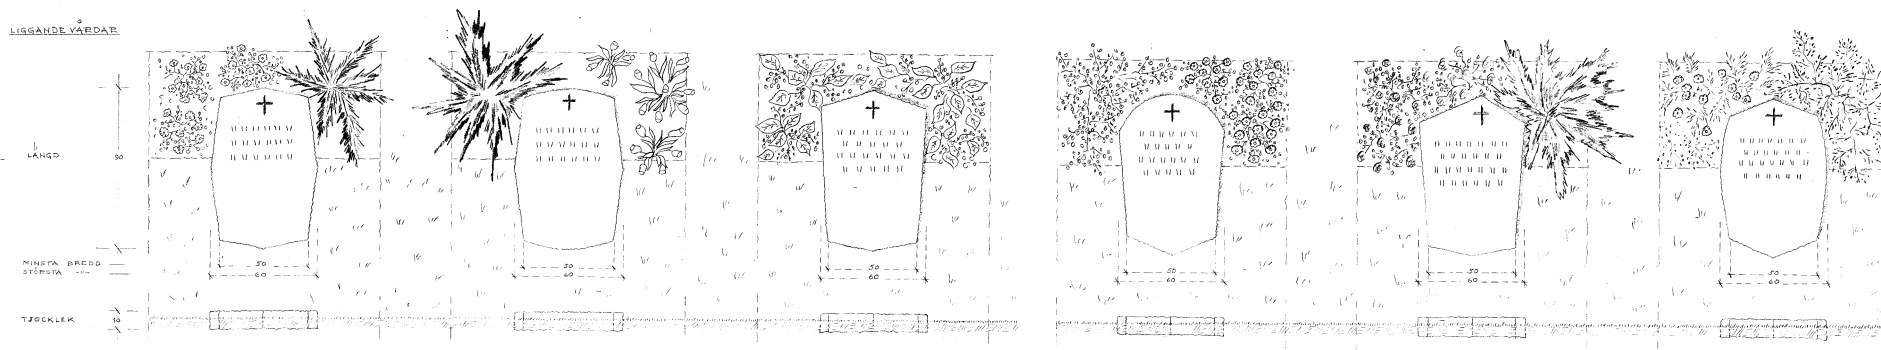 LIGGANDE VÅRDAR
LÄNGD 90
MINSTA BREDD
STÖRSTA -"-
50 50 50 50 50 50
60 60 60 60 60 60
TJOCKLEK 10